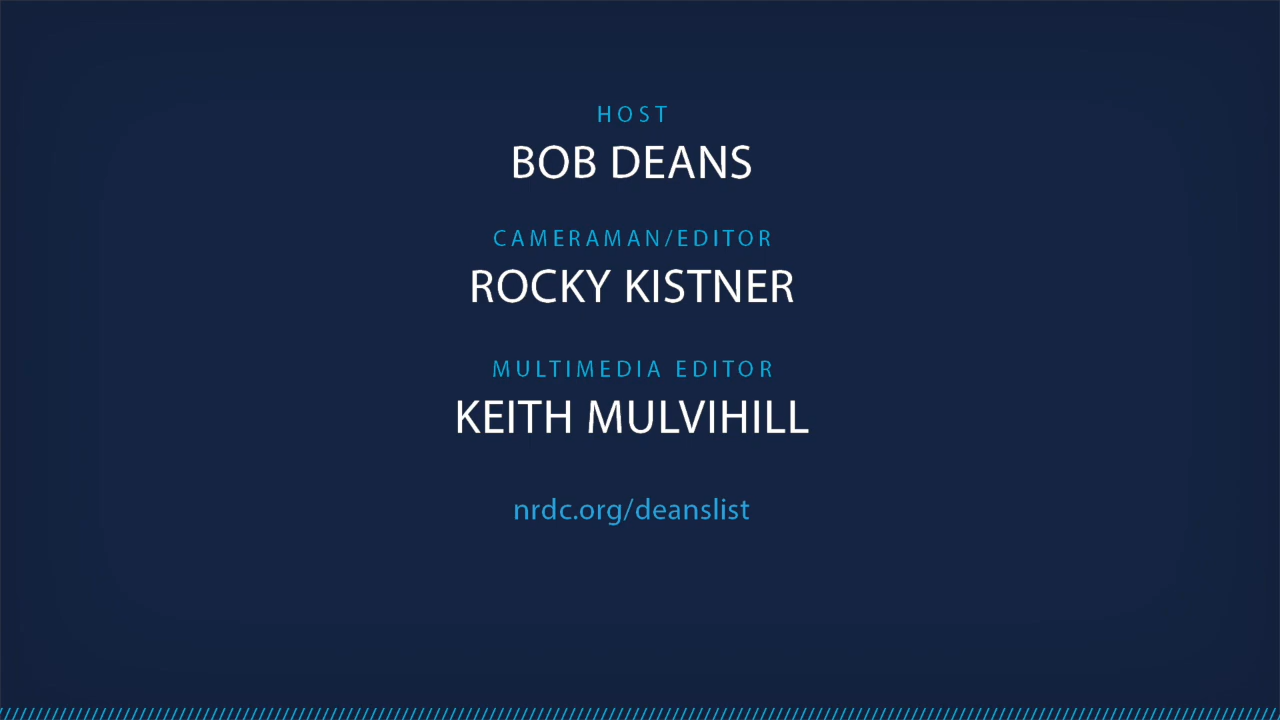 HOST
BOB DEANS
CAMERAMAN/EDITOR
ROCKY KISTNER
MULTIMEDIA EDITOR
KEITH MULVIHILL
nrdc.org/deanslist